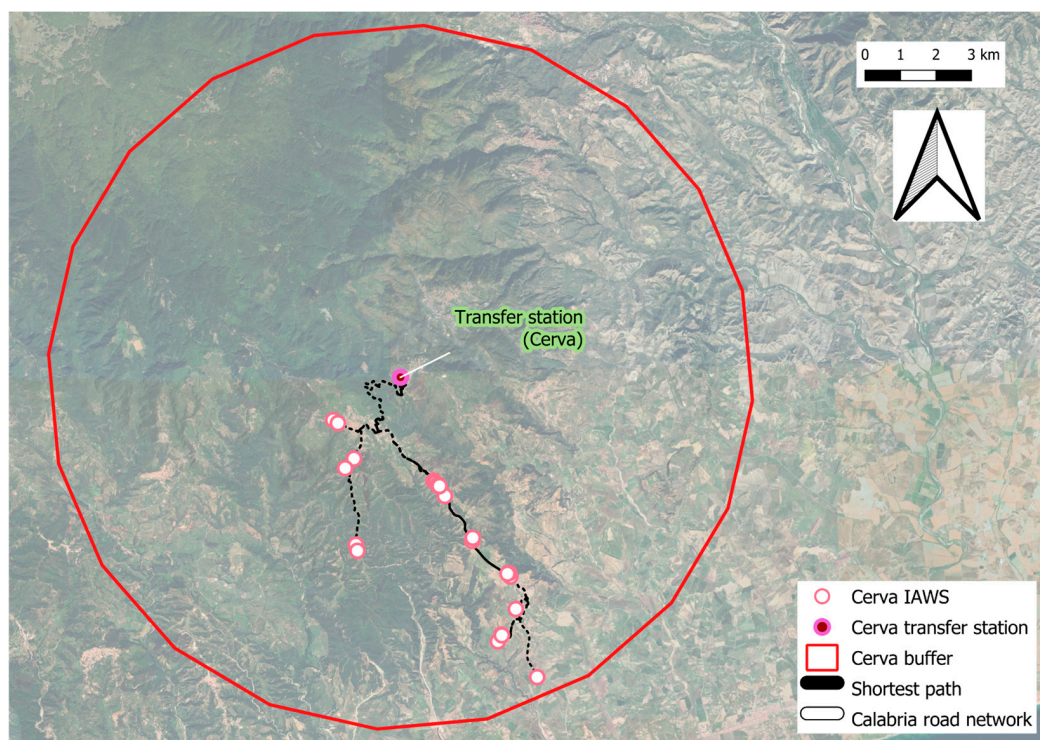 0 1 2 3 km
Transfer station
(Cerva)
Cerva IAWS
Cerva transfer station
Cerva buffer
Shortest path
Calabria road network